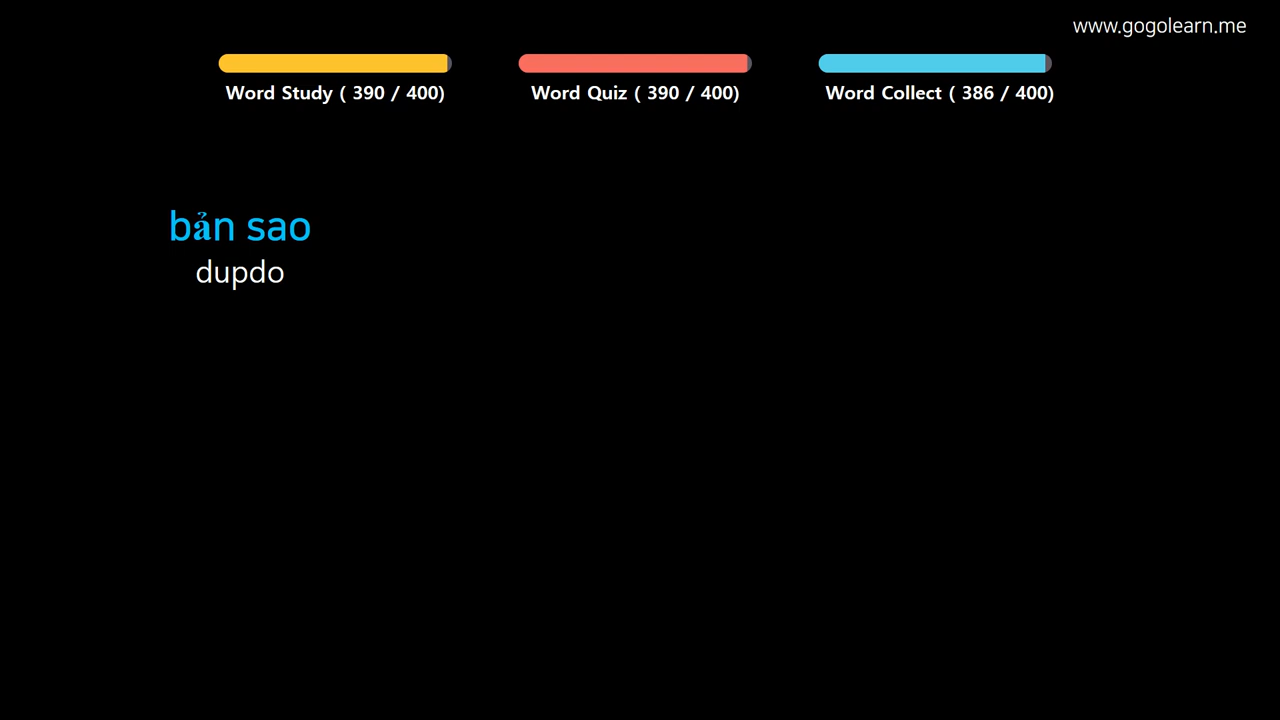 www.gogolearn.me
Word Study ( 390 / 400)
Word Quiz ( 390 / 400)
Word Collect ( 386 / 400)
bản sao
dupdo